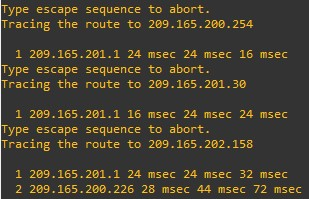 Type escape sequence to abort.
Tracing the route to 209.165.200.254
1 209.165.201.1 24 msec 24 msec 16 msec
Type escape sequence to abort.
Tracing the route to 209.165.201.30
1 209.165.201.1 16 msec 24 msec 24 msec
Type escape sequence to abort.
Tracing the route to 209.165.202.158
1 209.165.201.1 24 msec 24 msec 32 msec
2 209.165.200.226 28 msec 44 msec 72 msec